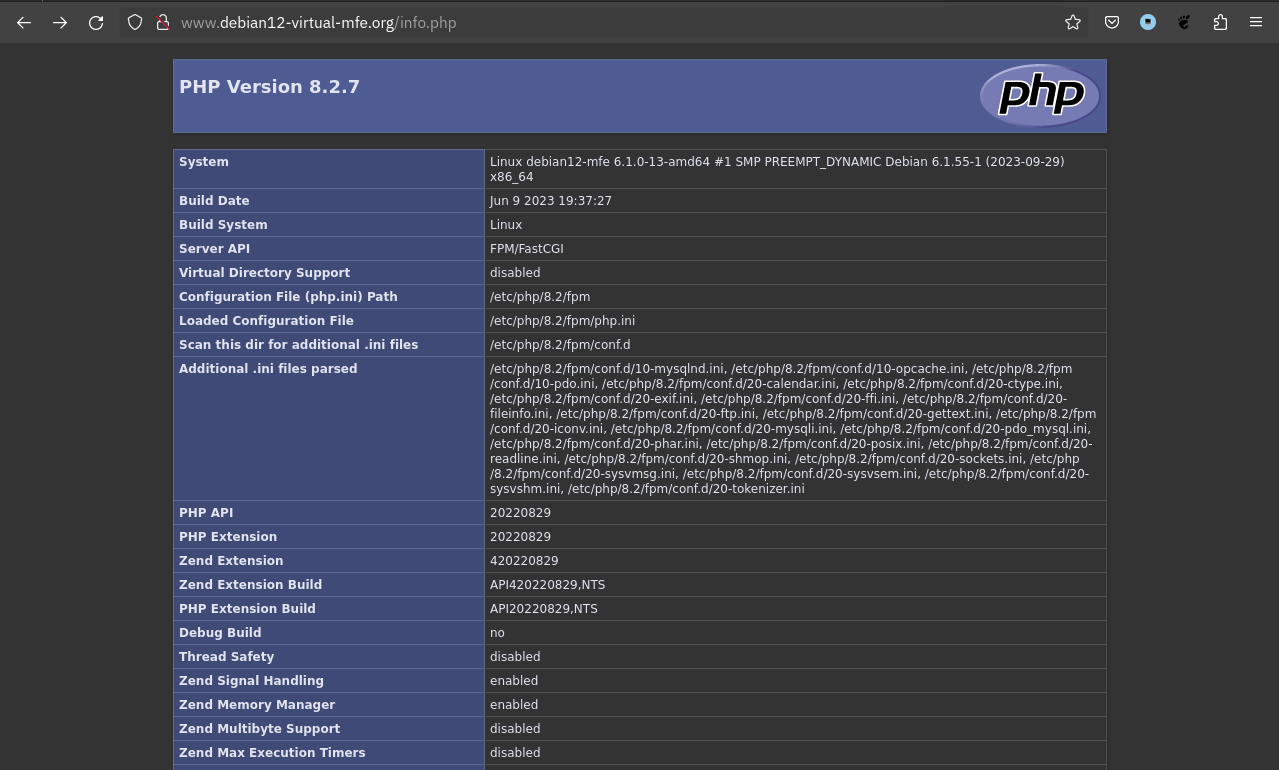 www.debian12-virtual-mfe.org/info.php
PHP Version 8.2.7
php
System
Linux debian12-mfe 6.1.0-13-amd64 #1 SMP PREEMPT_DYNAMIC Debian 6.1.55-1 (2023-09-29)
x86_64
Build Date
Jun 9 2023 19:37:27
Build System
Linux
Server API
FPM/FastCGI
Virtual Directory Support
disabled
Configuration File (php.ini) Path
/etc/php/8.2/fpm
Loaded Configuration File
/etc/php/8.2/fpm/php.ini
Scan this dir for additional .ini files
/etc/php/8.2/fpm/conf.d
Additional .ini files parsed
/etc/php/8.2/fpm/conf.d/10-mysqlnd.ini, /etc/php/8.2/fpm/conf.d/10-opcache.ini, /etc/php/8.2/fpm
/conf.d/10-pdo.ini, /etc/php/8.2/fpm/conf.d/20-calendar.ini, /etc/php/8.2/fpm/conf.d/20-ctype.ini,
/etc/php/8.2/fpm/conf.d/20-exif.ini, /etc/php/8.2/fpm/conf.d/20-ffi.ini, /etc/php/8.2/fpm/conf.d/20-
fileinfo.ini, /etc/php/8.2/fpm/conf.d/20-ftp.ini, /etc/php/8.2/fpm/conf.d/20-gettext.ini, /etc/php/8.2/fpm
/conf.d/20-iconv.ini, /etc/php/8.2/fpm/conf.d/20-mysqli.ini, /etc/php/8.2/fpm/conf.d/20-pdo_mysql.ini,
/etc/php/8.2/fpm/conf.d/20-phar.ini, /etc/php/8.2/fpm/conf.d/20-posix.ini, /etc/php/8.2/fpm/conf.d/20-
readline.ini, /etc/php/8.2/fpm/conf.d/20-shmop.ini, /etc/php/8.2/fpm/conf.d/20-sockets.ini, /etc/php
/8.2/fpm/conf.d/20-sysvmsg.ini, /etc/php/8.2/fpm/conf.d/20-sysvsem.ini, /etc/php/8.2/fpm/conf.d/20-
sysvshm.ini, /etc/php/8.2/fpm/conf.d/20-tokenizer.ini
PHP API
20220829
PHP Extension
20220829
Zend Extension
420220829
Zend Extension Build
API420220829,NTS
PHP Extension Build
API20220829,NTS
Debug Build
no
Thread Safety
disabled
Zend Signal Handling
enabled
Zend Memory Manager
enabled
Zend Multibyte Support
disabled
Zend Max Execution Timers
disabled